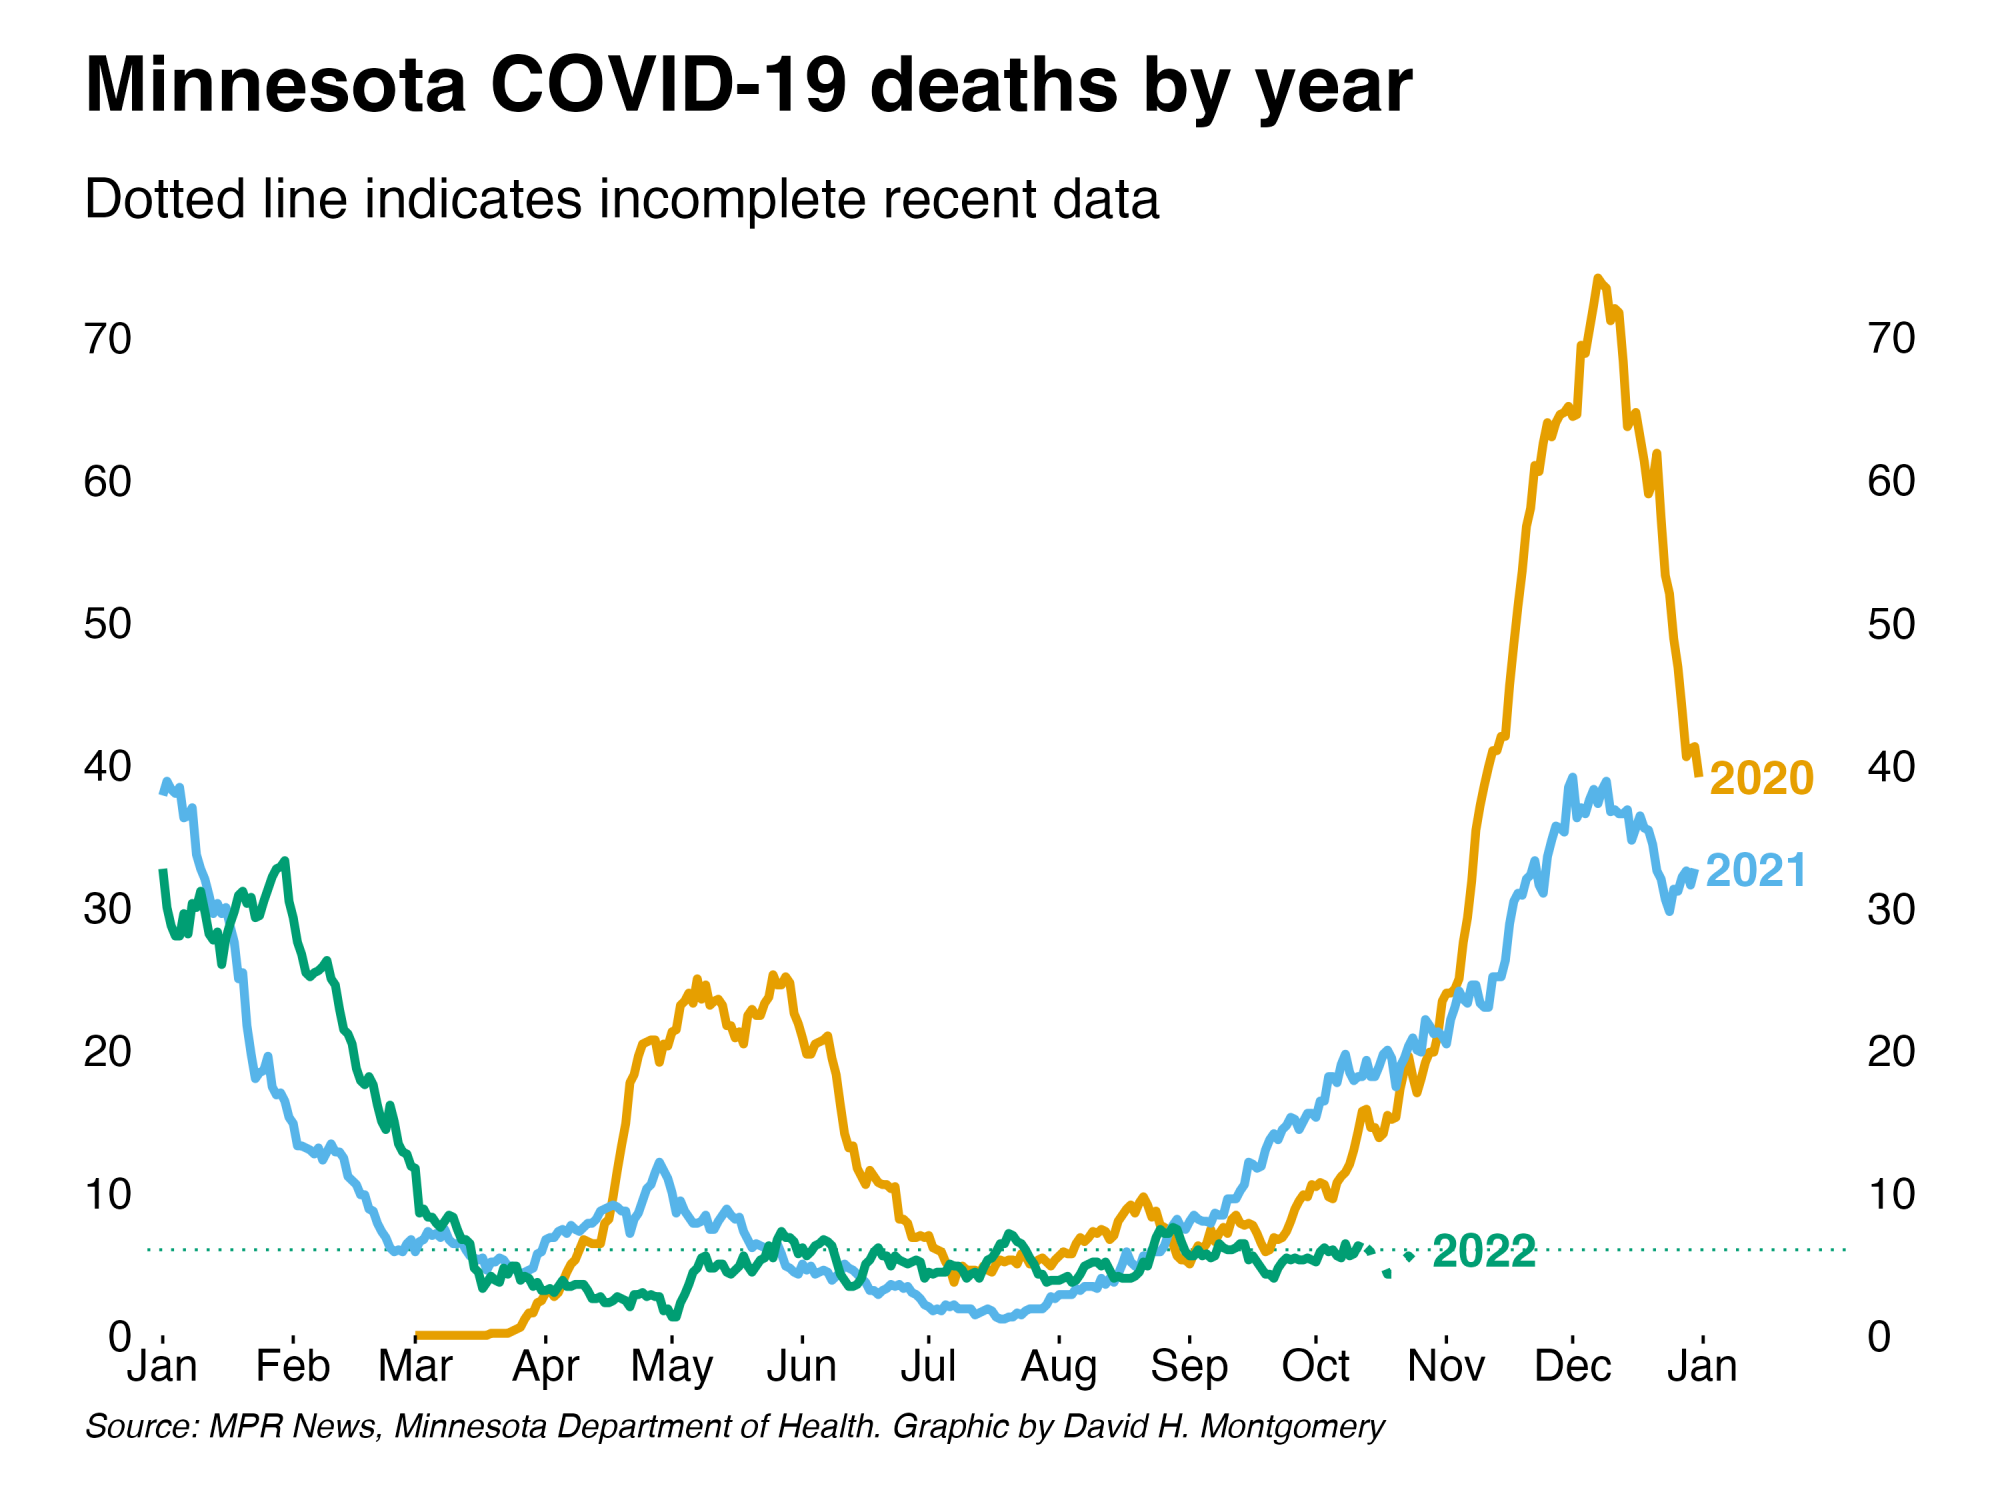 Minnesota COVID-19 deaths by year
Dotted line indicates incomplete recent data
70 70
60 60
50 50
40 40
2020
2021
30 30
20 20
10 10
2022
0 0
Jan Feb Mar Apr May Jun Jul Aug Sep Oct Nov Dec Jan
Source: MPR News, Minnesota Department of Health. Graphic by David H. Montgomery